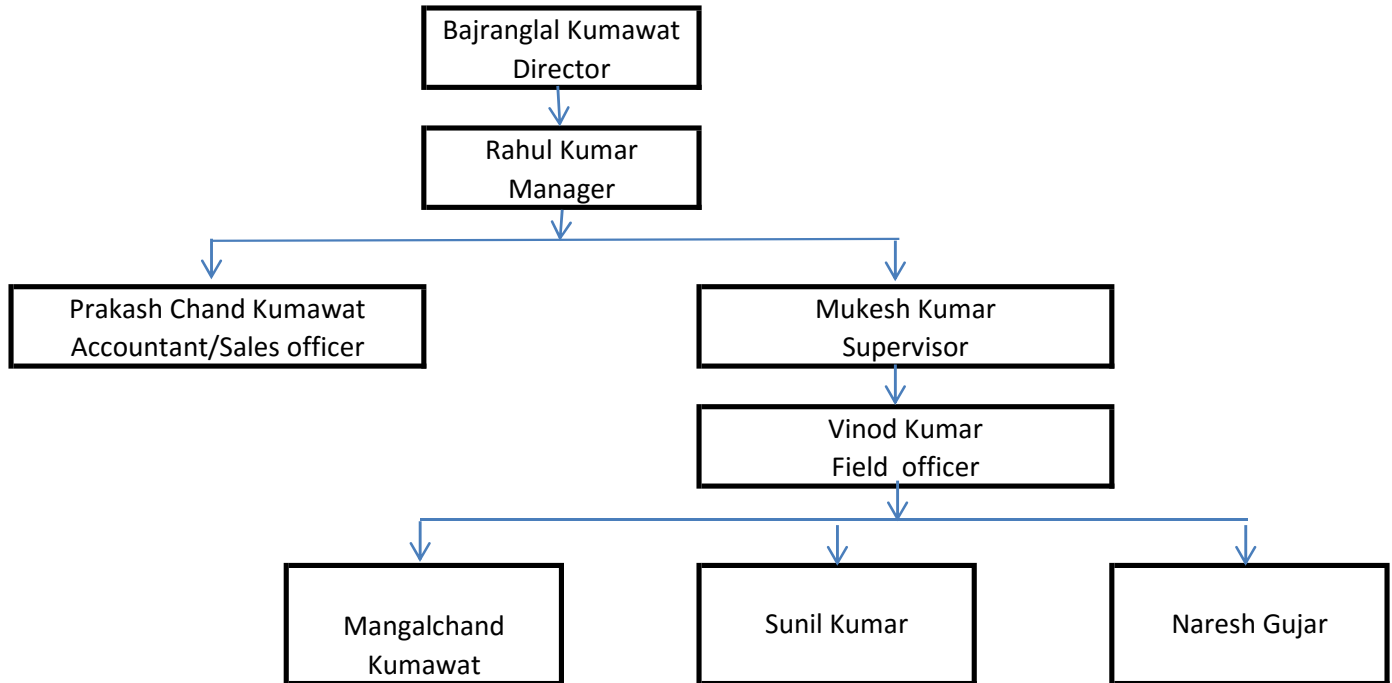 Bajranglal Kumawat
Director
Rahul Kumar
Manager
Prakash Chand Kumawat
Accountant/Sales officer
Mukesh Kumar
Supervisor
Vinod Kumar
Field  officer
Mangalchand
Kumawat
Sunil Kumar
Naresh Gujar